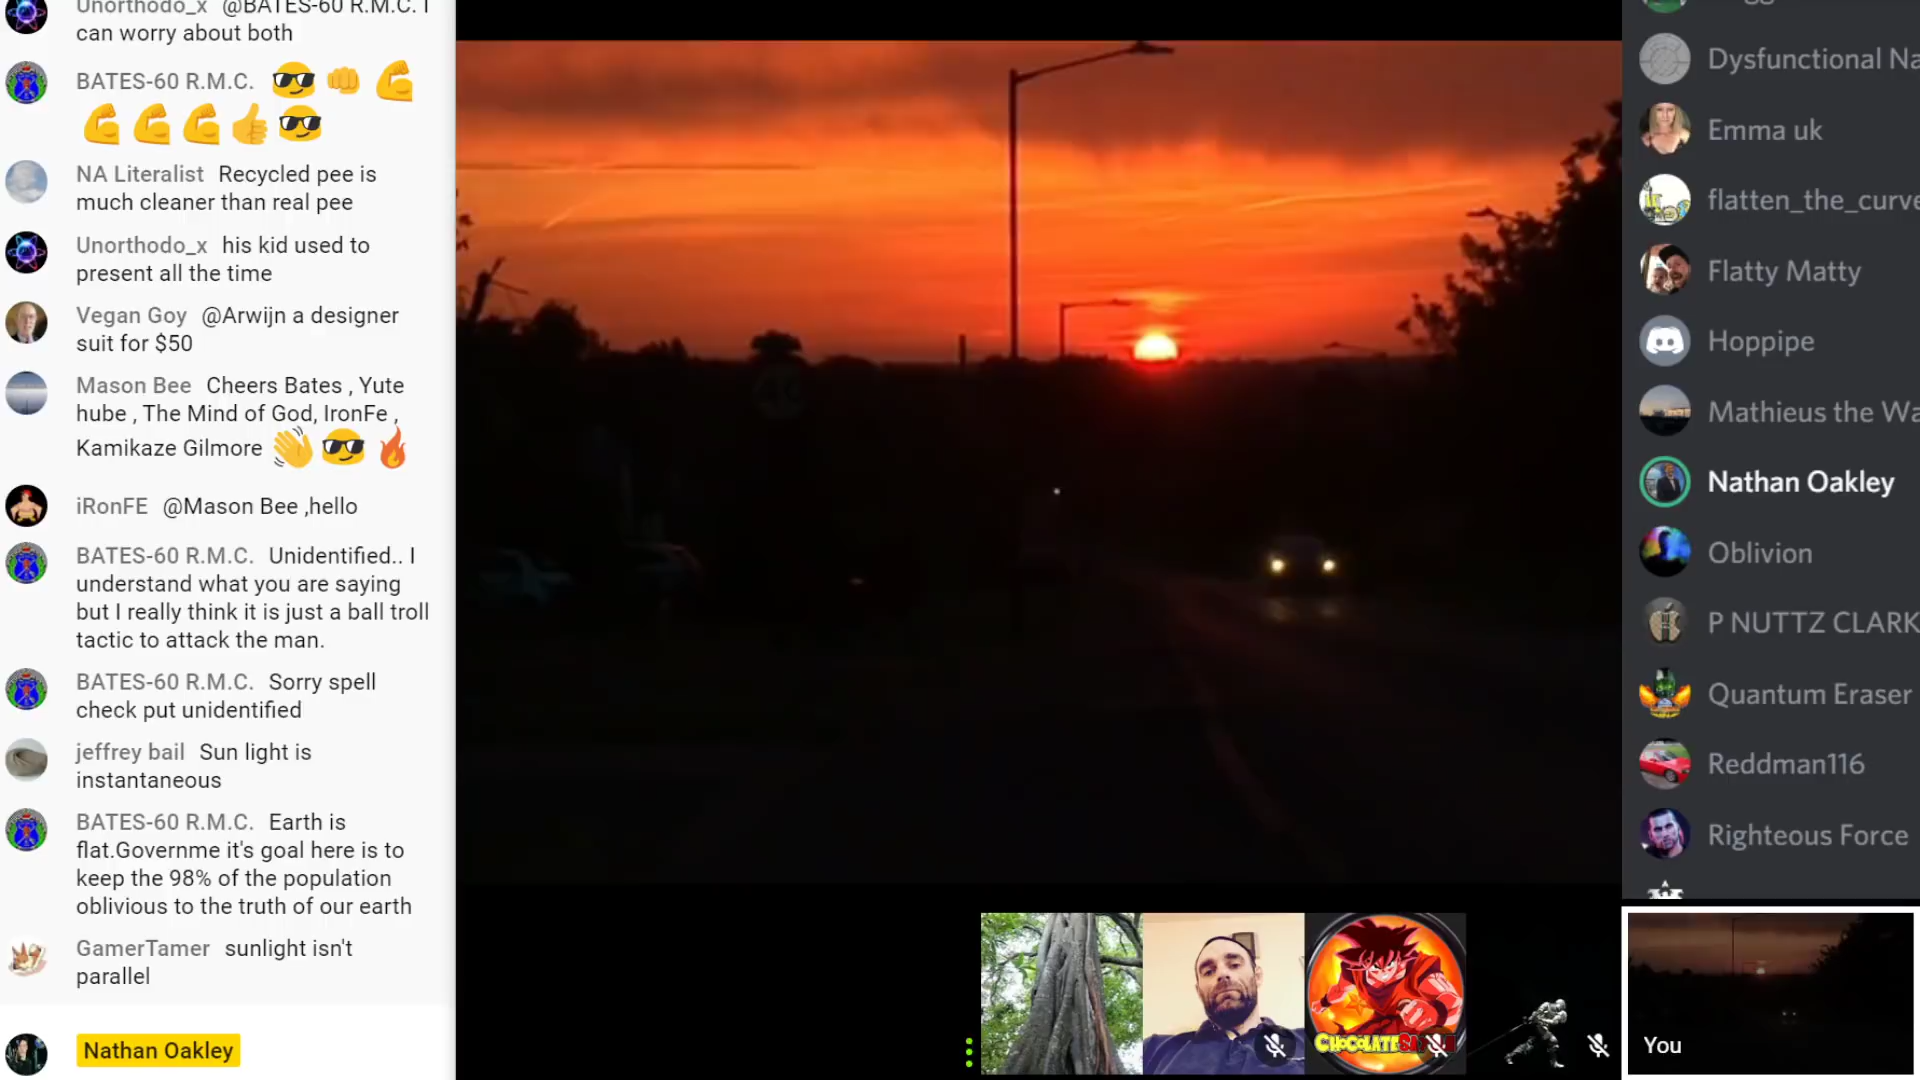 Unorthodo_x @BATES-60 R.M.C. I
can worry about both
BATES-60 R.M.C.
NA Literalist Recycled pee is
much cleaner than real pee
Unorthodo_x his kid used to
present all the time
Vegan Goy @Arwijn a designer
suit for $50
Mason Bee Cheers Bates , Yute
hube , The Mind of God, IronFe ,
Kamikaze Gilmore
iRonFE @Mason Bee ,hello
BATES-60 R.M.C. Unidentified.. I
understand what you are saying
but I really think it is just a ball troll
tactic to attack the man.
BATES-60 R.M.C. Sorry spell
check put unidentified
jeffrey bail Sun light is
instantaneous
BATES-60 R.M.C. Earth is
flat.Governme it's goal here is to
keep the 98% of the population
oblivious to the truth of our earth
GamerTamer sunlight isn't
parallel
Nathan Oakley
40
Dysfunctional Na
Emma uk
flatten_the_curve
Flatty Matty
Hoppipe
Mathieus the Wa
Nathan Oakley
Oblivion
P NUTTZ CLARK
Quantum Eraser
Reddman116
Righteous Force
You